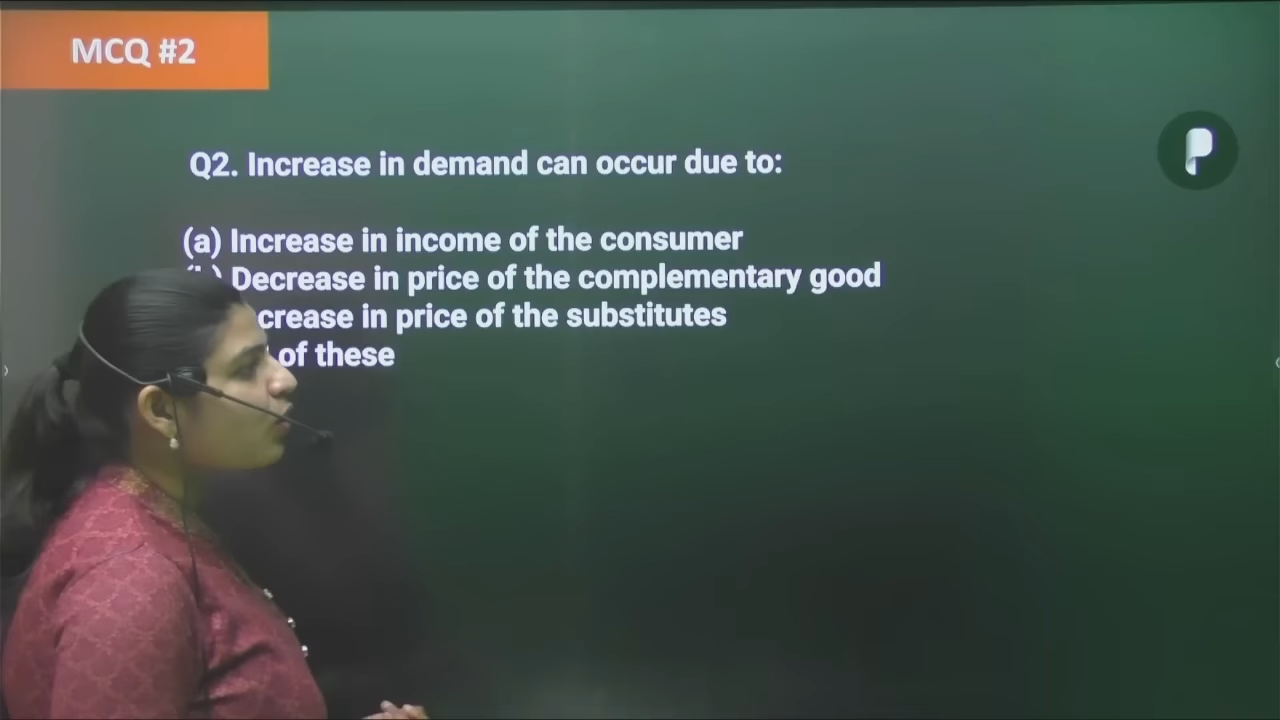 MCQ #2
Q2. Increase in demand can occur due to:
(a) Increase in income of the consumer
Decrease in price of the complementary good
crease in price of the substitutes
of these